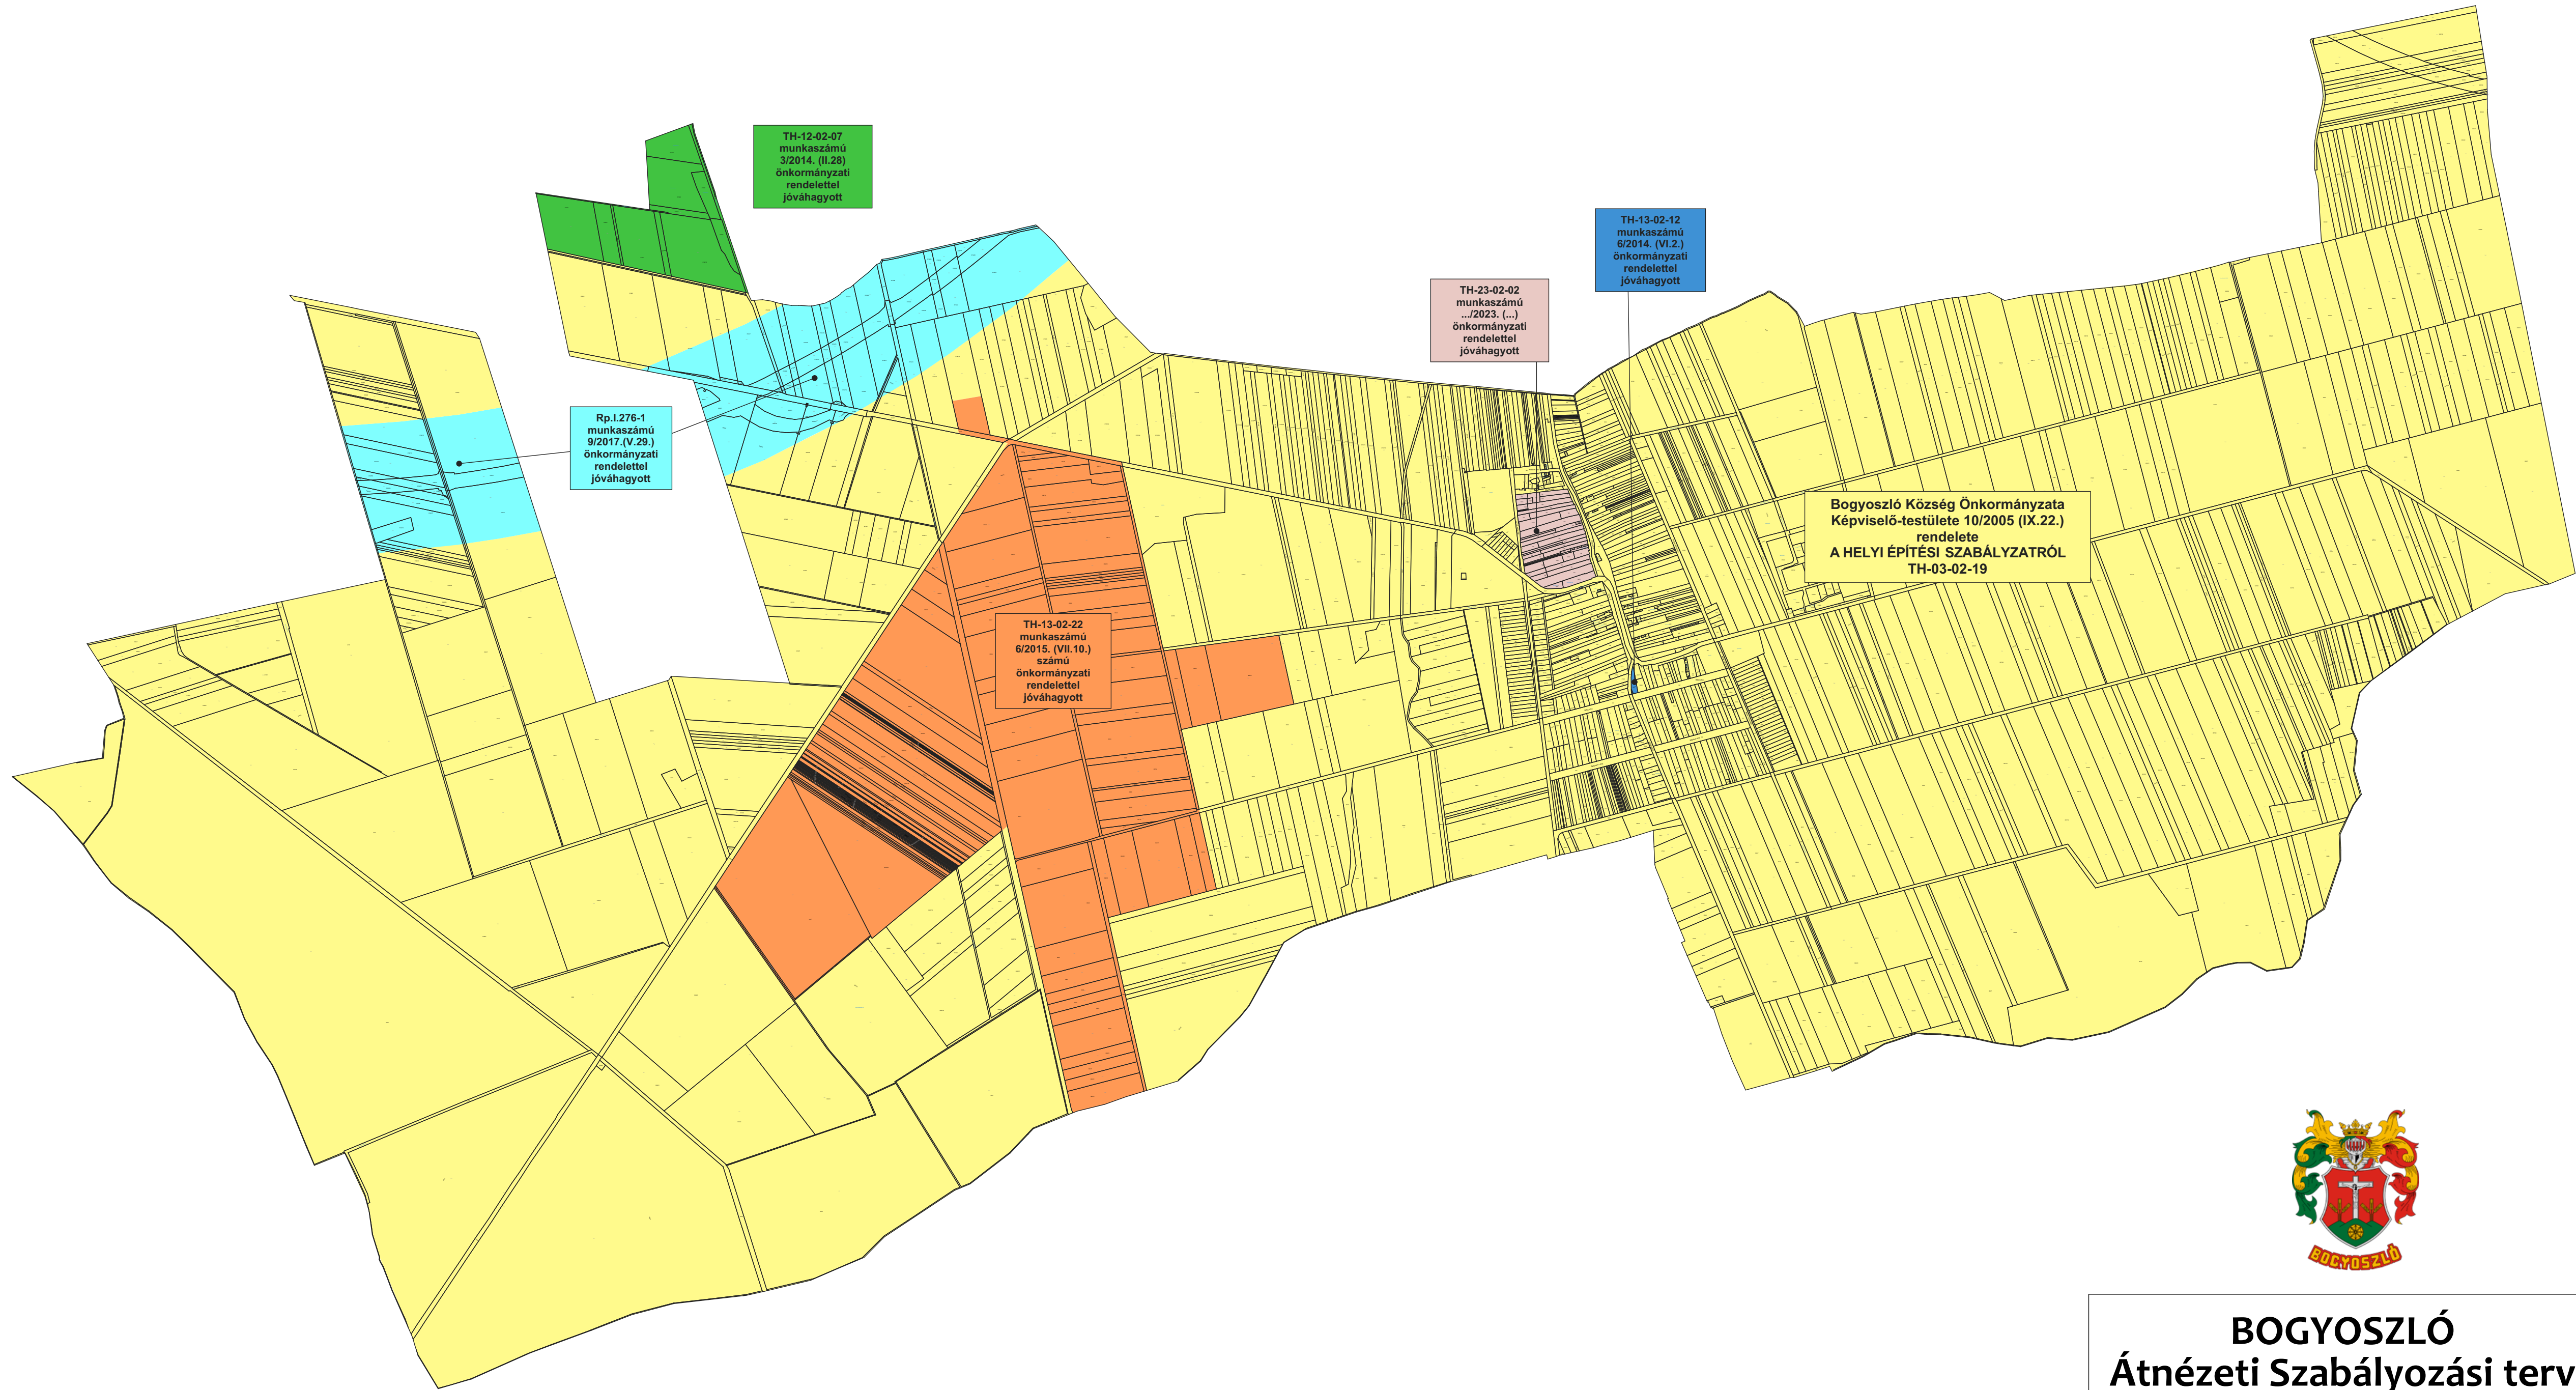 TH-12-02-07
munkaszámú
3/2014. (II.28)
önkormányzati
rendelettel
jóváhagyott
TH-13-02-12
munkaszámú
6/2014. (VI.2.)
önkormányzati
rendelettel
jóváhagyott
TH-23-02-02
munkaszámú
.../2023. (...)
önkormányzati
rendelettel
jóváhagyott
Rp.I.276-1
munkaszámú
9/2017.(V.29.)
önkormányzati
rendelettel
jóváhagyott
Bogyoszló Község Önkormányzata
Képviselő-testülete 10/2005 (IX.22.)
rendelete
A HELYI ÉPÍTÉSI SZABÁLYZATRÓL
TH-03-02-19
TH-13-02-22
munkaszámú
6/2015. (VII.10.)
számú
önkormányzati
rendelettel
jóváhagyott
BOGYOSZLÓ
BOGYOSZLÓ
Átnézeti Szabályozási terv